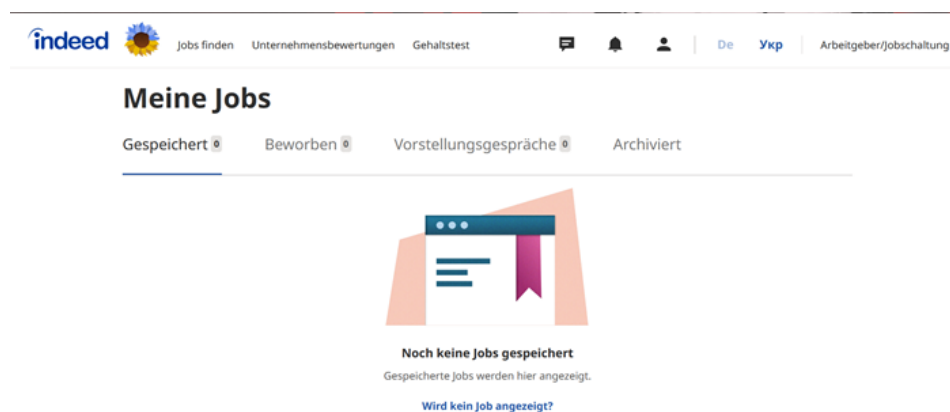 indeed Jobs finden Unternehmensbewertungen Gehaltstest De Укр Arbeitgeber/Jobschaltung
Meine Jobs
Gespeichert 0 Beworben 0 Vorstellungsgespräche 0 Archiviert
Noch keine Jobs gespeichert
Gespeicherte Jobs werden hier angezeigt.
Wird kein Job angezeigt?